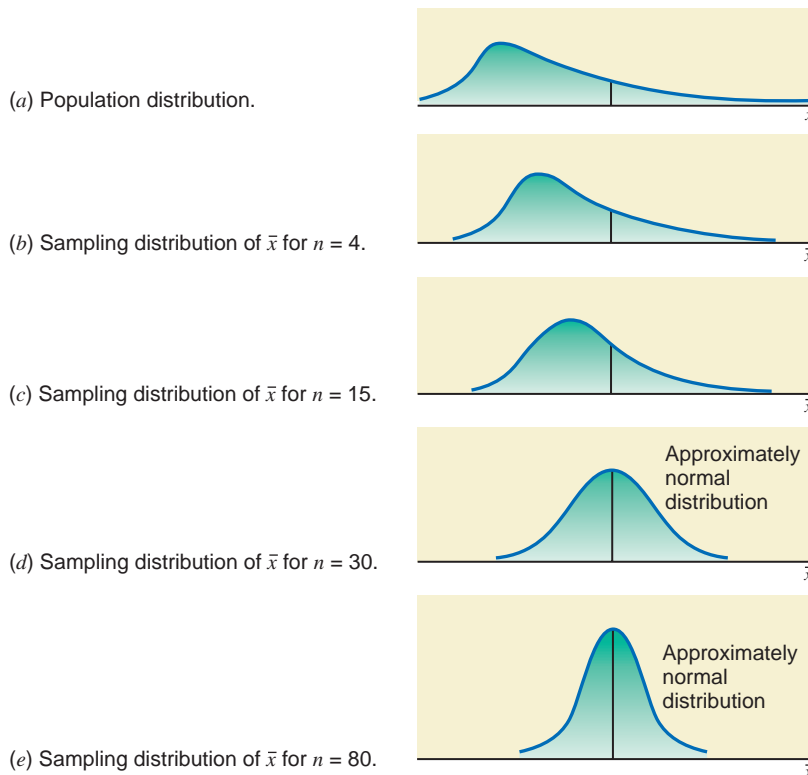 (a) Population distribution.
x
(b) Sampling distribution of x̄ for n = 4.
x̄
(c) Sampling distribution of x̄ for n = 15.
x̄
Approximately
normal
distribution
(d) Sampling distribution of x̄ for n = 30.
x̄
Approximately
normal
distribution
(e) Sampling distribution of x̄ for n = 80.
x̄